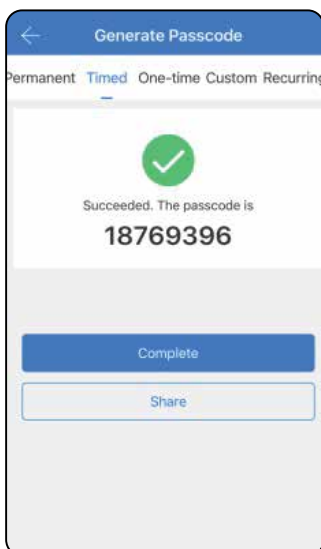 Generate Passcode
Permanent Timed One-time Custom Recurring
Succeeded. The passcode is
18769396
Complete
Share